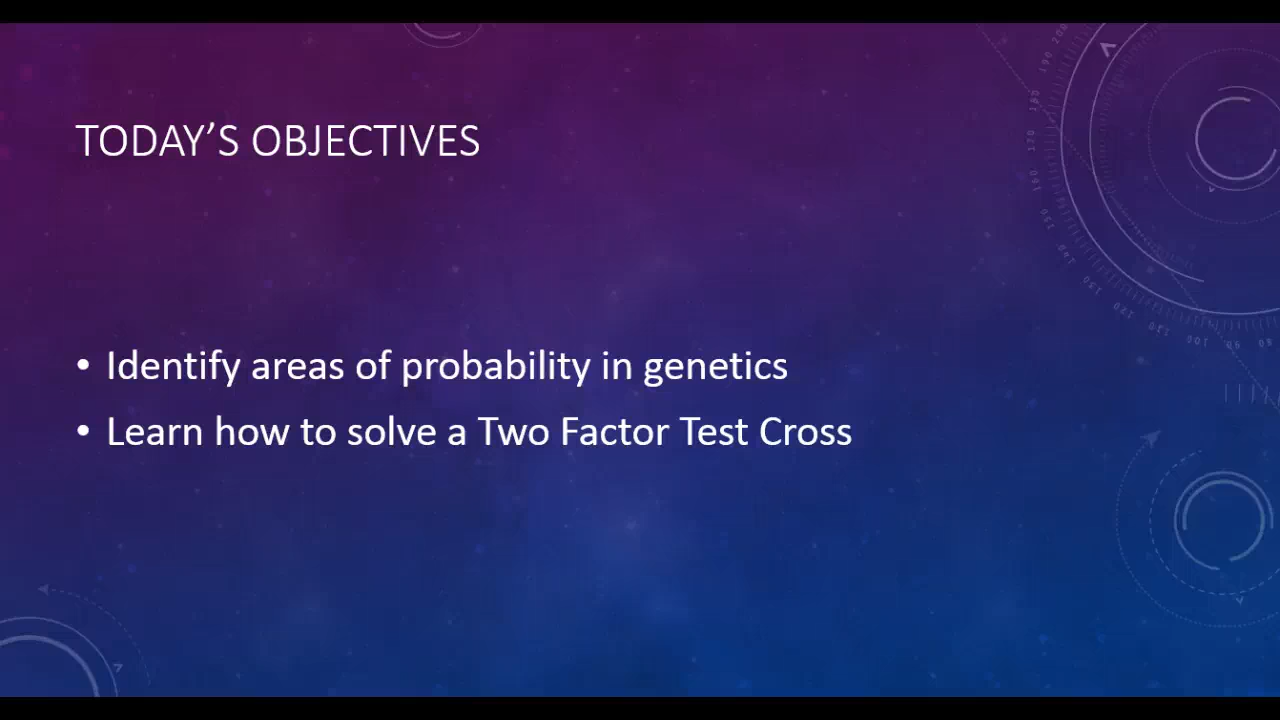 TODAY’S OBJECTIVES
• Identify areas of probability in genetics
• Learn how to solve a Two Factor Test Cross